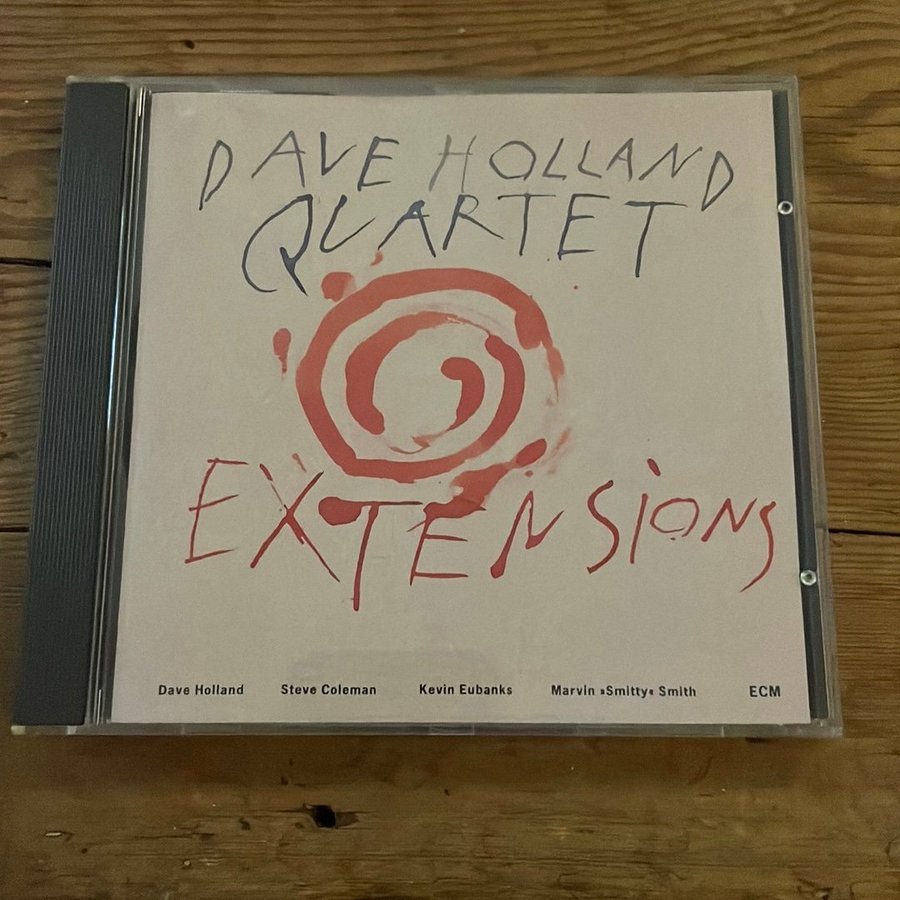 DAVE HOLLAND
QUARTET
EXTENSiONS
Dave Holland Steve Coleman Kevin Eubanks Marvin »Smitty« Smith ECM